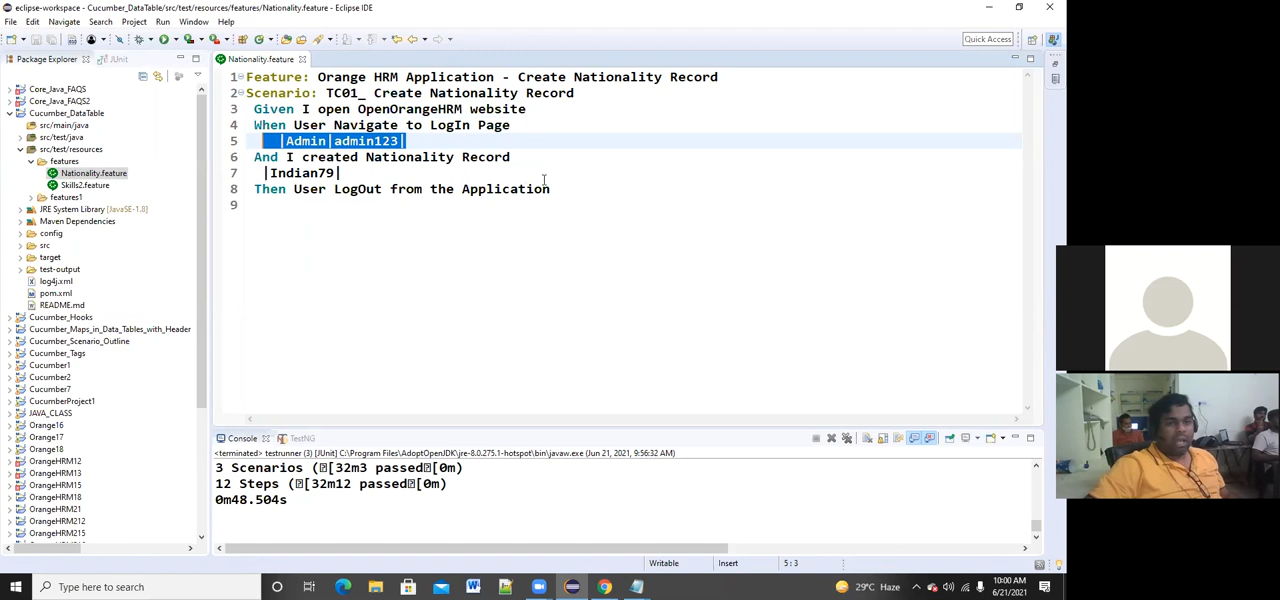 eclipse-workspace - Cucumber_DataTable/src/test/resources/features/Nationality.feature - Eclipse IDE
File Edit Navigate Search Project Run Window Help
Quick Access
Package Explorer JUnit
Nationality.feature
Core_Java_FAQS
Core_Java_FAQS2
Cucumber_DataTable
src/main/java
src/test/java
src/test/resources
features
Nationality.feature
Skills2.feature
features1
JRE System Library [JavaSE-1.8]
Maven Dependencies
config
src
target
test-output
log4j.xml
pom.xml
README.md
Cucumber_Hooks
Cucumber_Maps_in_Data_Tables_with_Header
Cucumber_Scenario_Outline
Cucumber_Tags
Cucumber1
Cucumber2
Cucumber7
CucumberProject1
JAVA_CLASS
Orange16
Orange17
Orange18
OrangeHRM12
OrangeHRM13
OrangeHRM15
OrangeHRM18
OrangeHRM21
OrangeHRM212
OrangeHRM215
1 Feature: Orange HRM Application - Create Nationality Record
2 Scenario: TC01_ Create Nationality Record
3 Given I open OpenOrangeHRM website
4 When User Navigate to LogIn Page
5 |Admin|admin123|
6 And I created Nationality Record
7 |Indian79|
8 Then User LogOut from the Application
9
Console TestNG
<terminated> testrunner (3) [JUnit] C:\Program Files\AdoptOpenJDK\jre-8.0.275.1-hotspot\bin\javaw.exe (Jun 21, 2021, 9:56:32 AM)
3 Scenarios ([32m3 passed[0m)
12 Steps ([32m12 passed[0m)
0m48.504s
Writable Insert 5 : 3
Type here to search
29°C Haze
10:00 AM
6/21/2021